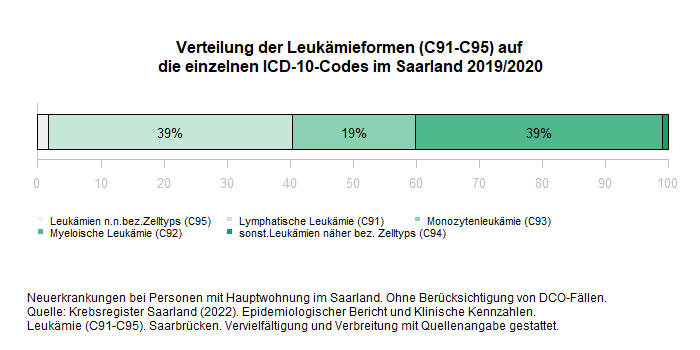 Verteilung der Leukämieformen (C91-C95) auf
die einzelnen ICD-10-Codes im Saarland 2019/2020
39% 19% 39%
0 10 20 30 40 50 60 70 80 90 100
Leukämien n.n.bez.Zelltyps (C95) Lymphatische Leukämie (C91) Monozytenleukämie (C93)
Myeloische Leukämie (C92) sonst.Leukämien näher bez. Zelltyps (C94)
Neuerkrankungen bei Personen mit Hauptwohnung im Saarland. Ohne Berücksichtigung von DCO-Fällen.
Quelle: Krebsregister Saarland (2022). Epidemiologischer Bericht und Klinische Kennzahlen.
Leukämie (C91-C95). Saarbrücken. Vervielfältigung und Verbreitung mit Quellenangabe gestattet.